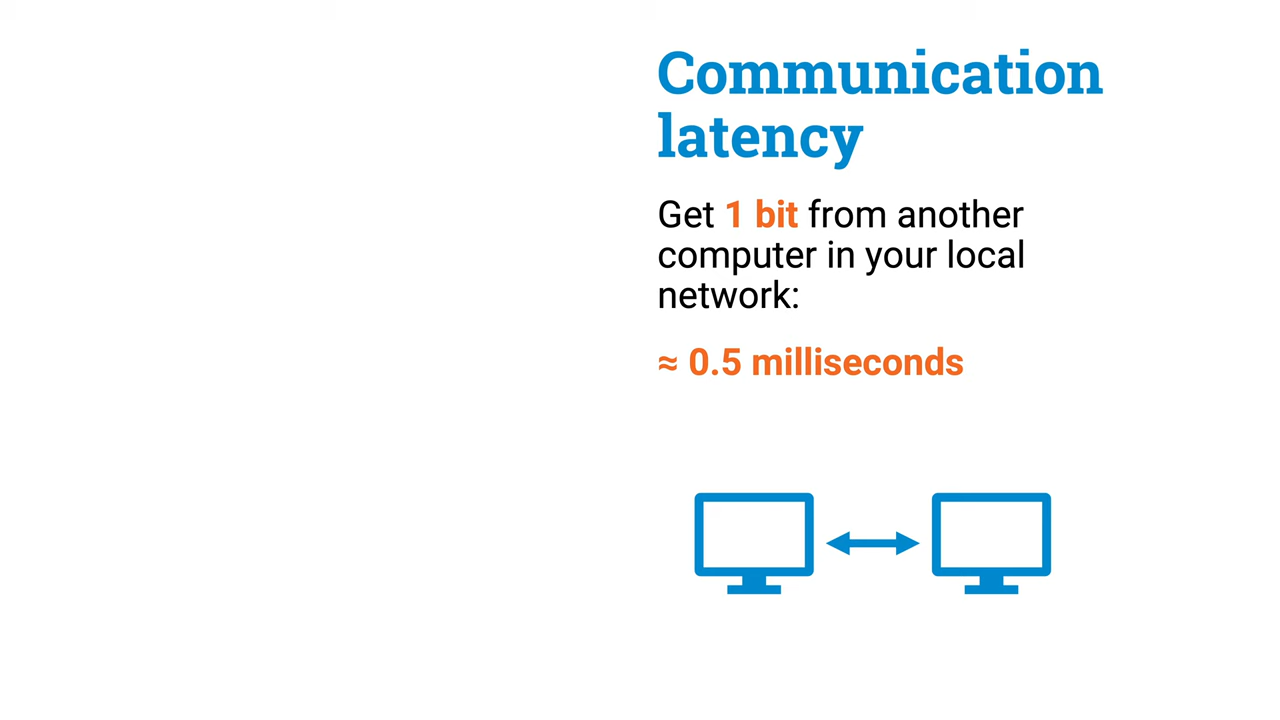 Communication
latency
Get 1 bit from another
computer in your local
network:
≈ 0.5 milliseconds